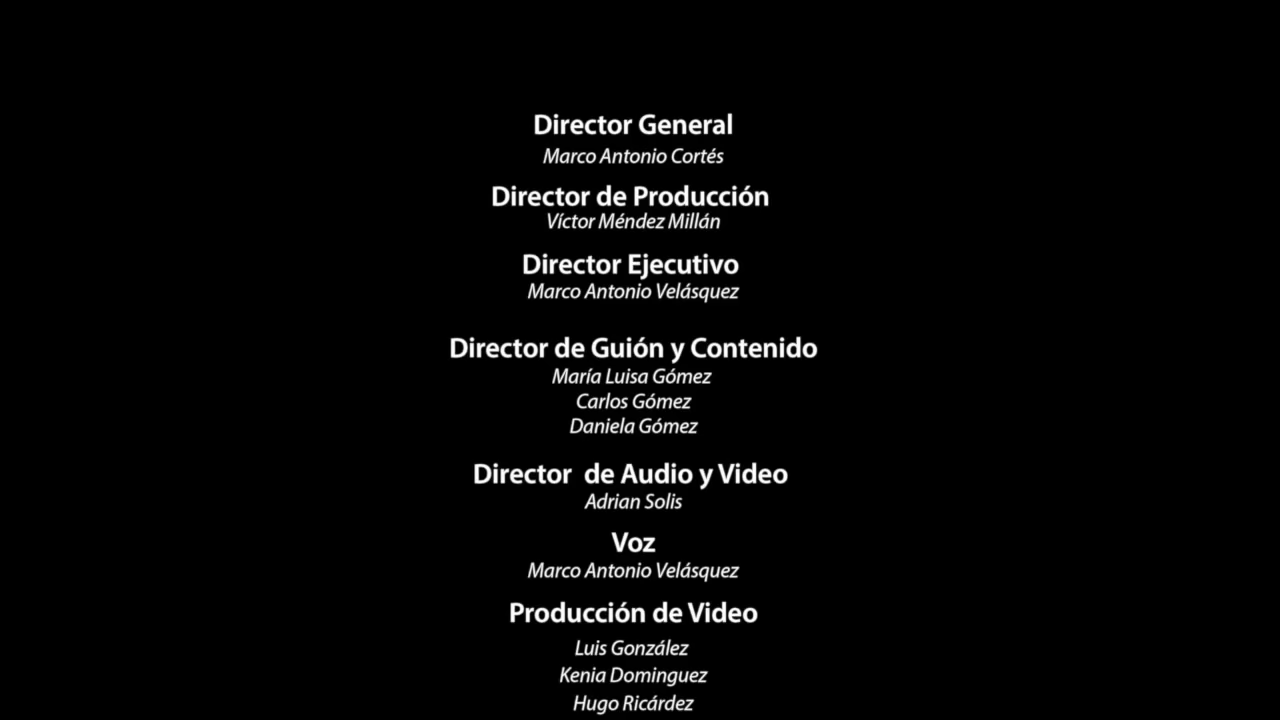 Director General
Marco Antonio Cortés
Director de Producción
Víctor Méndez Millán
Director Ejecutivo
Marco Antonio Velásquez
Director de Guión y Contenido
María Luisa Gómez
Carlos Gómez
Daniela Gómez
Director de Audio y Video
Adrian Solis
Voz
Marco Antonio Velásquez
Producción de Video
Luis González
Kenia Dominguez
Hugo Ricárdez